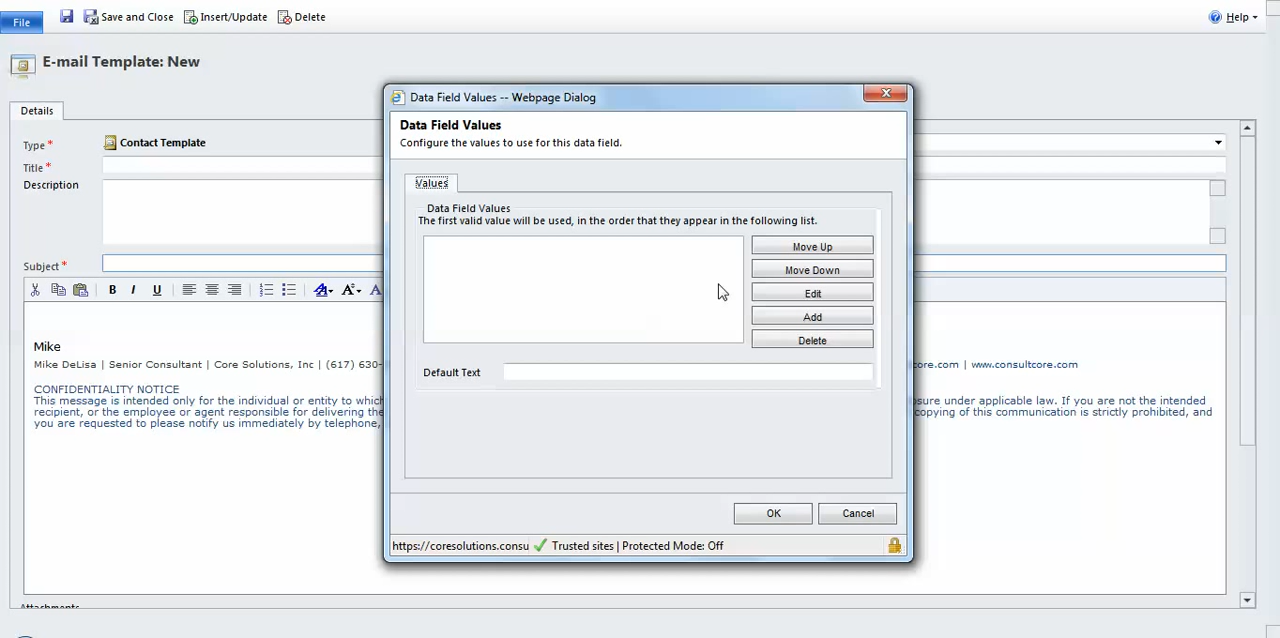 File
Save and Close
Insert/Update
Delete
Help
E-mail Template: New
Details
Type *
Contact Template
Title *
Description
Subject *
B I U
A
A
A
Mike
Mike DeLisa | Senior Consultant | Core Solutions, Inc | (617) 630-
ore.com | www.consultcore.com
CONFIDENTIALITY NOTICE
This message is intended only for the individual or entity to which
osure under applicable law. If you are not the intended
recipient, or the employee or agent responsible for delivering the
copying of this communication is strictly prohibited, and
you are requested to please notify us immediately by telephone,
Attachments
Data Field Values -- Webpage Dialog
Data Field Values
Configure the values to use for this data field.
Values
Data Field Values
The first valid value will be used, in the order that they appear in the following list.
Move Up
Move Down
Edit
Add
Delete
Default Text
OK
Cancel
https://coresolutions.consu
Trusted sites | Protected Mode: Off